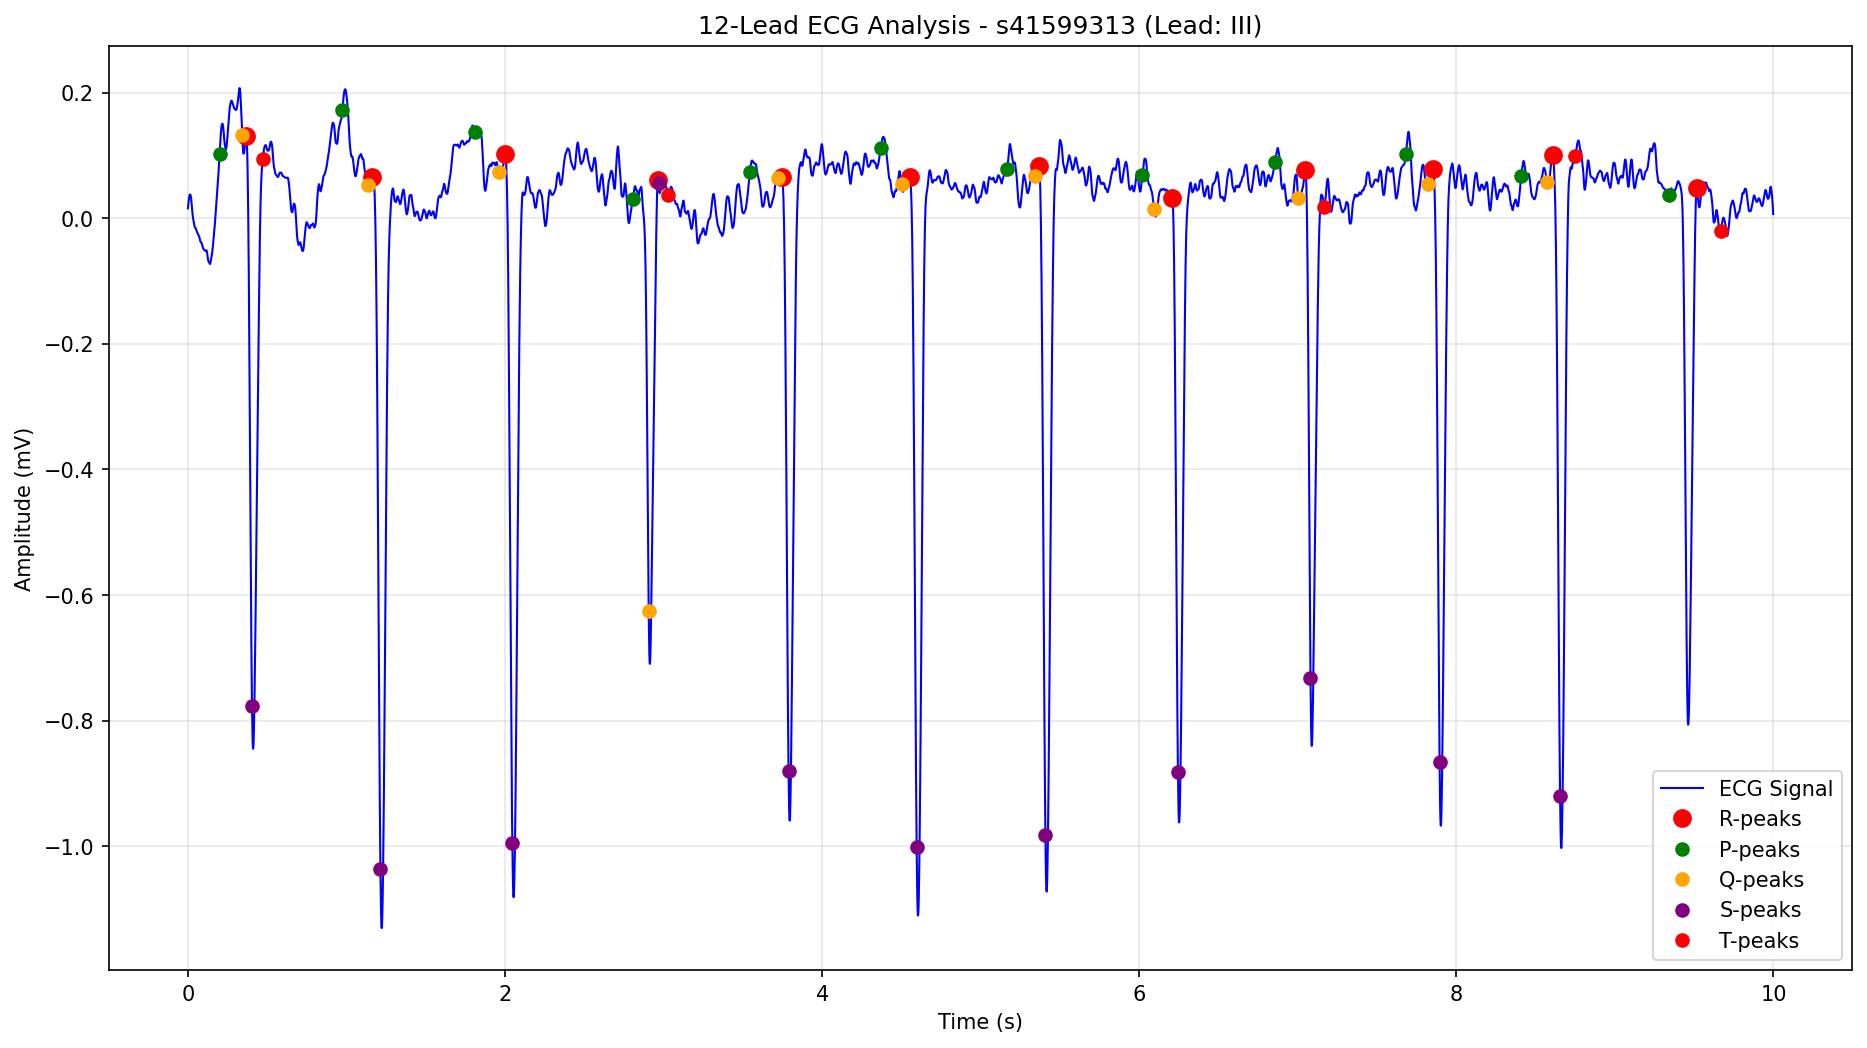 12-Lead ECG Analysis - s41599313 (Lead: III)
Amplitude (mV)
0.2
0.0
−0.2
−0.4
−0.6
−0.8
−1.0
ECG Signal
R-peaks
P-peaks
Q-peaks
S-peaks
T-peaks
0 2 4 6 8 10
Time (s)